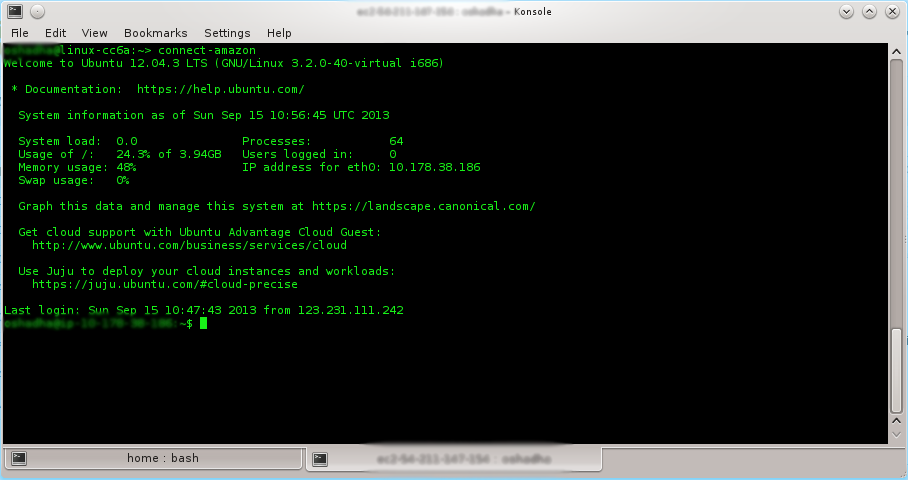 – Konsole
File Edit View Bookmarks Settings Help
linux-cc6a:~> connect-amazon
Welcome to Ubuntu 12.04.3 LTS (GNU/Linux 3.2.0-40-virtual i686)
* Documentation: https://help.ubuntu.com/
System information as of Sun Sep 15 10:56:45 UTC 2013
System load: 0.0 Processes: 64
Usage of /: 24.3% of 3.94GB Users logged in: 0
Memory usage: 48% IP address for eth0: 10.178.38.186
Swap usage: 0%
Graph this data and manage this system at https://landscape.canonical.com/
Get cloud support with Ubuntu Advantage Cloud Guest:
http://www.ubuntu.com/business/services/cloud
Use Juju to deploy your cloud instances and workloads:
https://juju.ubuntu.com/#cloud-precise
Last login: Sun Sep 15 10:47:43 2013 from 123.231.111.242
:~$
home : bash